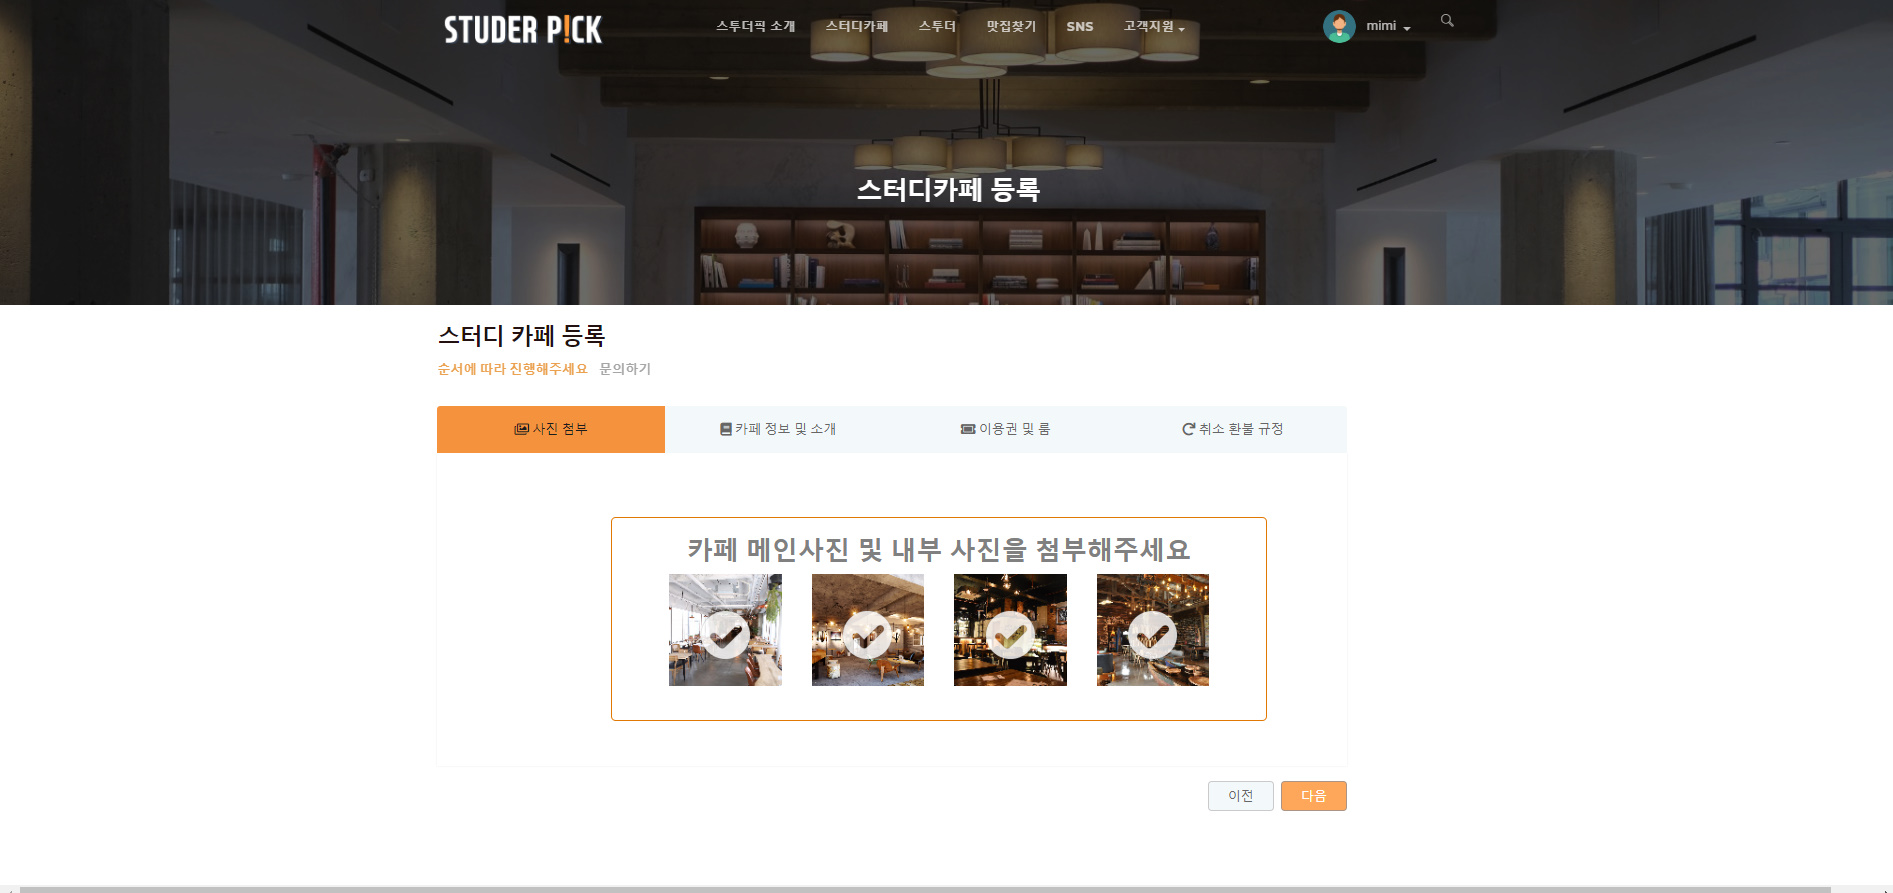 STUDER P!CK
스투더픽 소개 스터디카페 스투더 맛집찾기 SNS 고객지원
mimi
스터디카페 등록
스터디 카페 등록
순서에 따라 진행해주세요 문의하기
사진 첨부 카페 정보 및 소개 이용권 및 룸 취소 환불 규정
카페 메인사진 및 내부 사진을 첨부해주세요
이전 다음